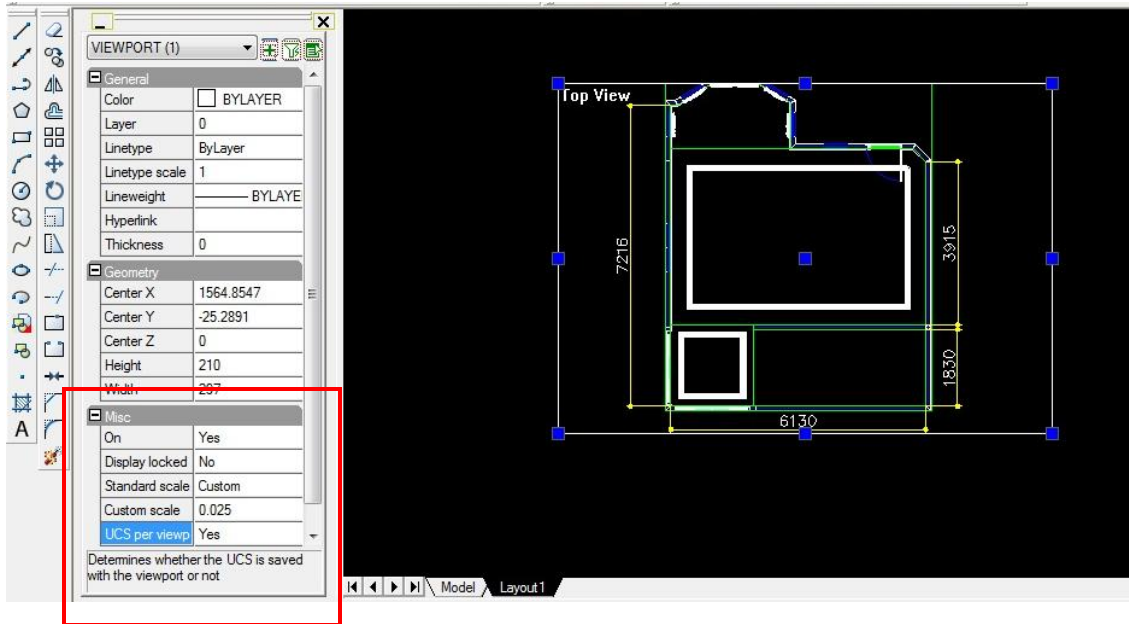 VIEWPORT (1)
General
Color BYLAYER
Layer 0
Linetype ByLayer
Linetype scale 1
Lineweight BYLAYE
Hyperlink
Thickness 0
Geometry
Center X 1564.8547
Center Y -25.2891
Center Z 0
Height 210
Width 297
Misc
On Yes
Display locked No
Standard scale Custom
Custom scale 0.025
UCS per viewp Yes
Determines whether the UCS is saved
with the viewport or not
A
Top View
7216
3915
1830
6130
Model Layout1